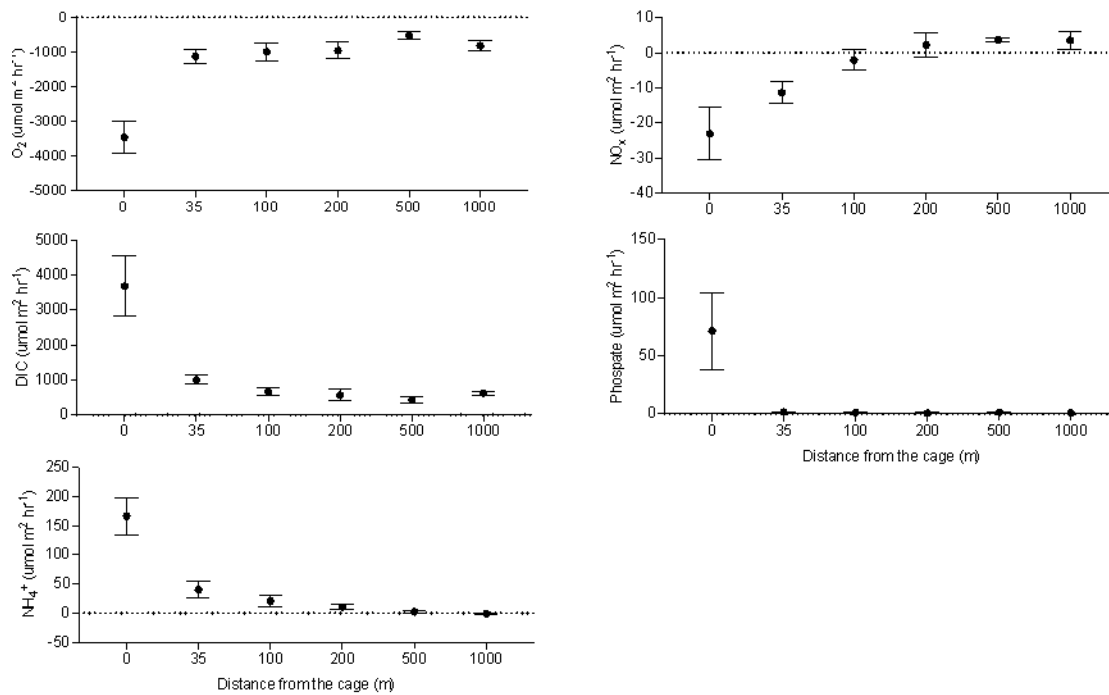 O₂ (umol m⁻² hr⁻¹)
0
-1000
-2000
-3000
-4000
-5000
0 35 100 200 500 1000
NOₓ (umol m² hr⁻¹)
10
0
-10
-20
-30
-40
0 35 100 200 500 1000
DIC (umol m² hr⁻¹)
5000
4000
3000
2000
1000
0
0 35 100 200 500 1000
Phospate (umol m² hr⁻¹)
150
100
50
0
0 35 100 200 500 1000
Distance from the cage (m)
NH₄⁺ (umol m² hr⁻¹)
250
200
150
100
50
0
-50
0 35 100 200 500 1000
Distance from the cage (m)